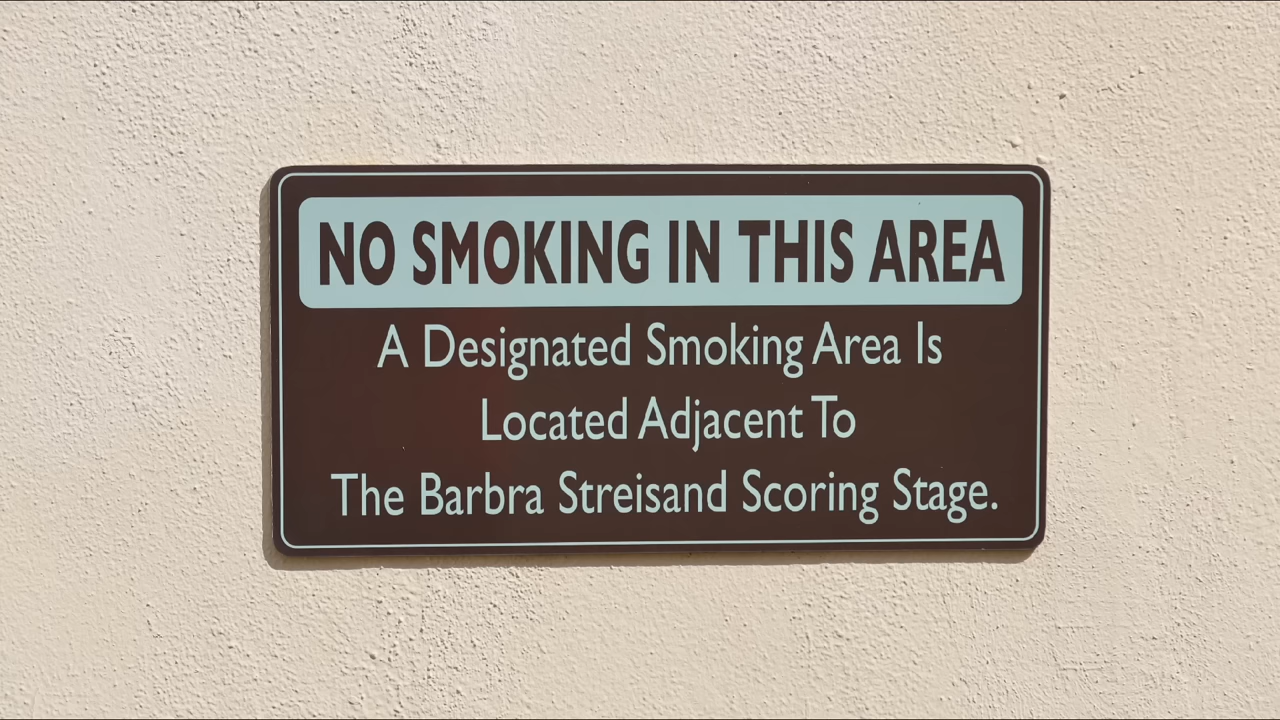 NO SMOKING IN THIS AREA
A Designated Smoking Area Is
Located Adjacent To
The Barbra Streisand Scoring Stage.